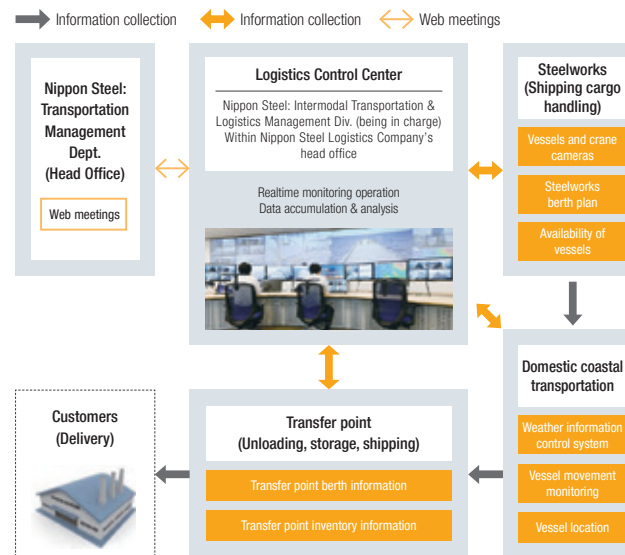 Information collection
Information collection
Web meetings
Nippon Steel:
Transportation
Management
Dept.
(Head Office)
Web meetings
Logistics Control Center
Nippon Steel: Intermodal Transportation &
Logistics Management Div. (being in charge)
Within Nippon Steel Logistics Company's
head office
Realtime monitoring operation
Data accumulation & analysis
Steelworks
(Shipping cargo
handling)
Vessels and crane
cameras
Steelworks
berth plan
Availability of
vessels
Domestic coastal
transportation
Weather information
control system
Vessel movement
monitoring
Vessel location
Transfer point
(Unloading, storage, shipping)
Transfer point berth information
Transfer point inventory information
Customers
(Delivery)